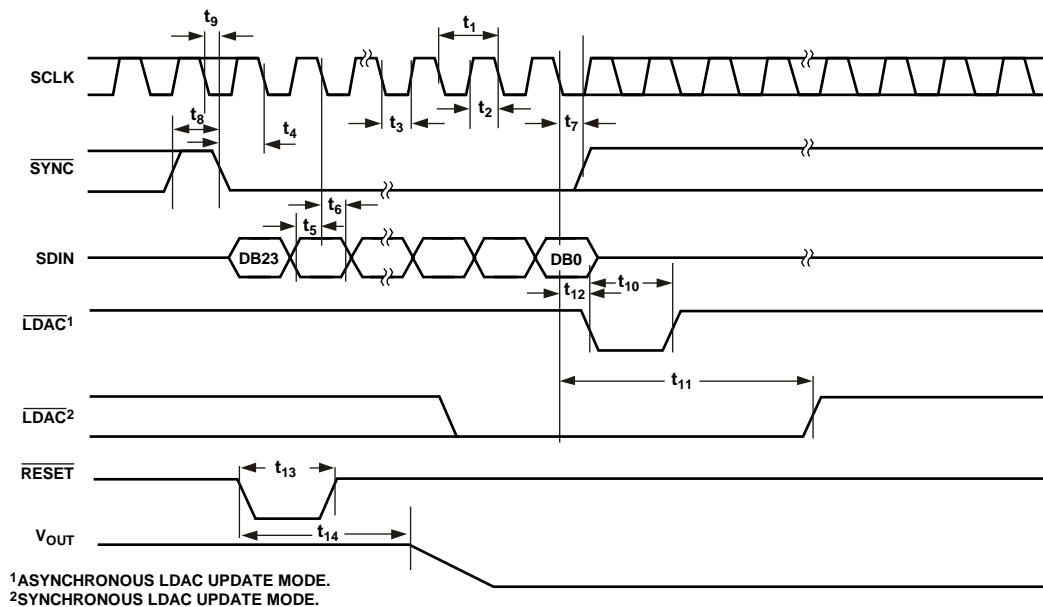 t9
t1
SCLK
t8
t4
t3
t2
t7
SYNC
t6
t5
SDIN
DB23
DB0
t12
t10
LDAC1
t11
LDAC2
RESET
t13
t14
VOUT
1ASYNCHRONOUS LDAC UPDATE MODE.
2SYNCHRONOUS LDAC UPDATE MODE.